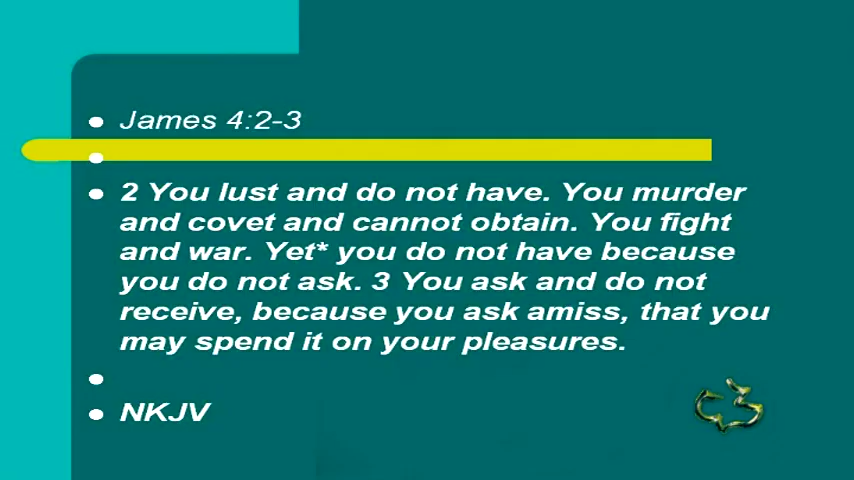 James 4:2-3
2 You lust and do not have. You murder
and covet and cannot obtain. You fight
and war. Yet* you do not have because
you do not ask. 3 You ask and do not
receive, because you ask amiss, that you
may spend it on your pleasures.
NKJV
C3